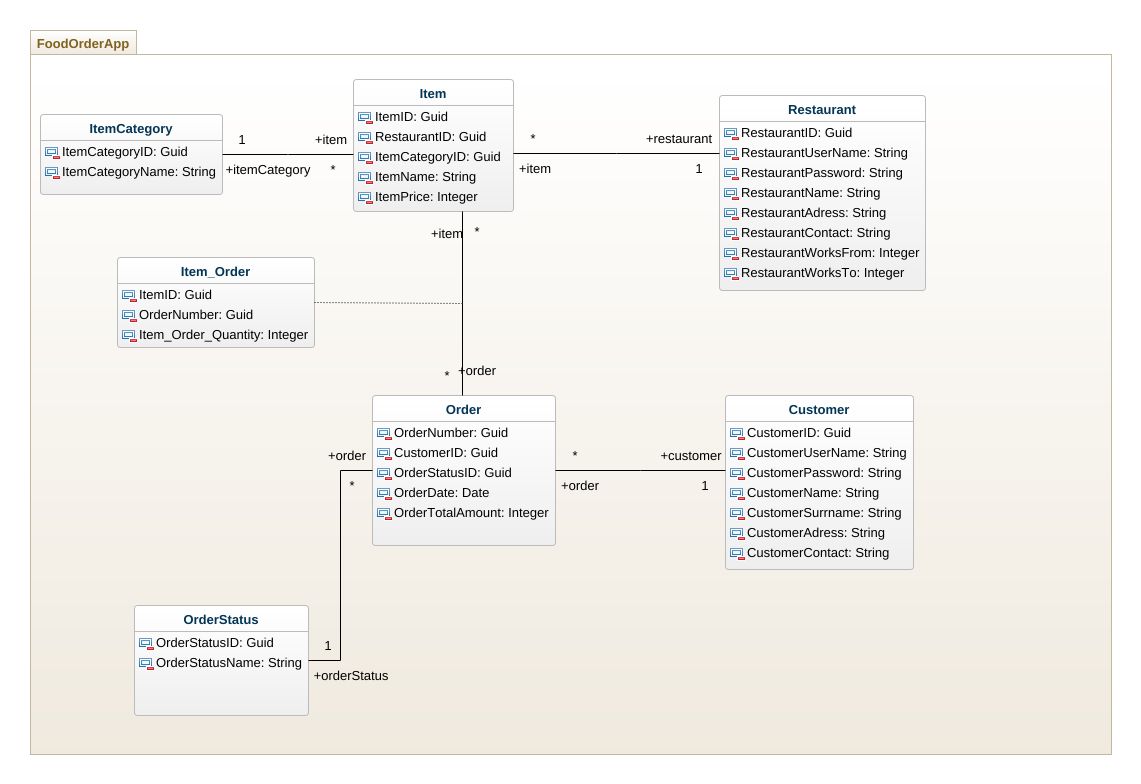 FoodOrderApp
ItemCategory
ItemCategoryID: Guid
ItemCategoryName: String
1
+itemCategory
+item
*
Item
ItemID: Guid
RestaurantID: Guid
ItemCategoryID: Guid
ItemName: String
ItemPrice: Integer
*
+item
+restaurant
1
Restaurant
RestaurantID: Guid
RestaurantUserName: String
RestaurantPassword: String
RestaurantName: String
RestaurantAdress: String
RestaurantContact: String
RestaurantWorksFrom: Integer
RestaurantWorksTo: Integer
+item *
Item_Order
ItemID: Guid
OrderNumber: Guid
Item_Order_Quantity: Integer
* +order
Order
OrderNumber: Guid
CustomerID: Guid
OrderStatusID: Guid
OrderDate: Date
OrderTotalAmount: Integer
*
+order
+customer
1
Customer
CustomerID: Guid
CustomerUserName: String
CustomerPassword: String
CustomerName: String
CustomerSurrname: String
CustomerAdress: String
CustomerContact: String
+order
*
OrderStatus
OrderStatusID: Guid
OrderStatusName: String
1
+orderStatus